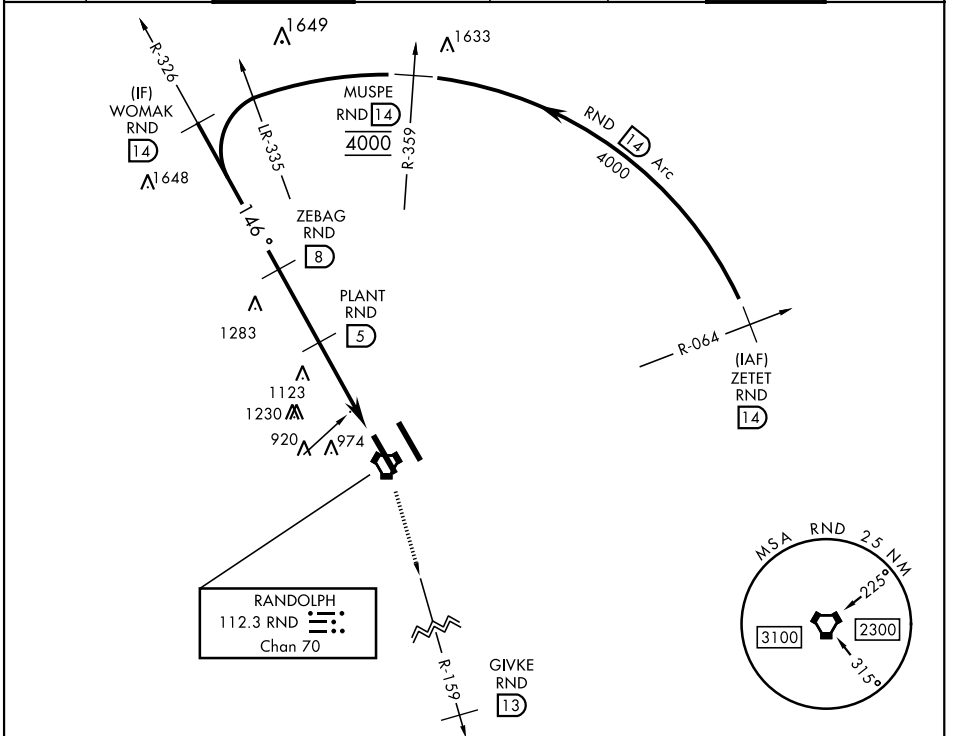 1649
1633
R-326
(IF)
WOMAK
RND
14
MUSPE
RND 14
4000
R-359
LR-335
RND 14 Arc
4000
1648
146°
ZEBAG
RND
8
1283
PLANT
RND
5
R-064
(IAF)
ZETET
RND
14
1123
1230
920
974
RANDOLPH
112.3 RND
Chan 70
R-159
GIVKE
RND
13
MSA RND 25 NM
225°
3100
2300
315°